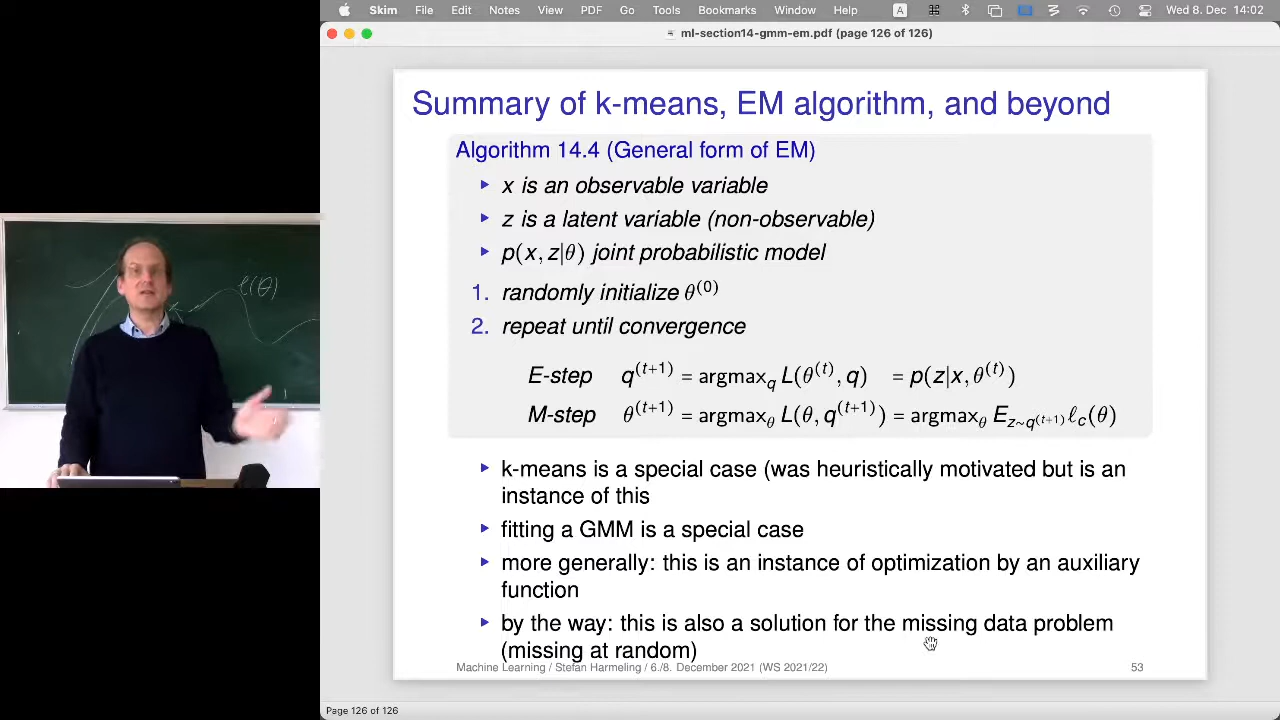 Skim File Edit Notes View PDF Go Tools Bookmarks Window Help A Wed 8. Dec 14:02
ml-section14-gmm-em.pdf (page 126 of 126)
Summary of k-means, EM algorithm, and beyond
Algorithm 14.4 (General form of EM)
▸ x is an observable variable
▸ z is a latent variable (non-observable)
▸ p(x, z|θ) joint probabilistic model
1. randomly initialize θ^(0)
2. repeat until convergence
E-step q^(t+1) = argmax_q L(θ^(t), q) = p(z|x, θ^(t))
M-step θ^(t+1) = argmax_θ L(θ, q^(t+1)) = argmax_θ E_z∼q^(t+1) ℓ_c(θ)
▸ k-means is a special case (was heuristically motivated but is an
instance of this
▸ fitting a GMM is a special case
▸ more generally: this is an instance of optimization by an auxiliary
function
▸ by the way: this is also a solution for the missing data problem
(missing at random)
Machine Learning / Stefan Harmeling / 6./8. December 2021 (WS 2021/22) 53
Page 126 of 126
ℓ(θ)